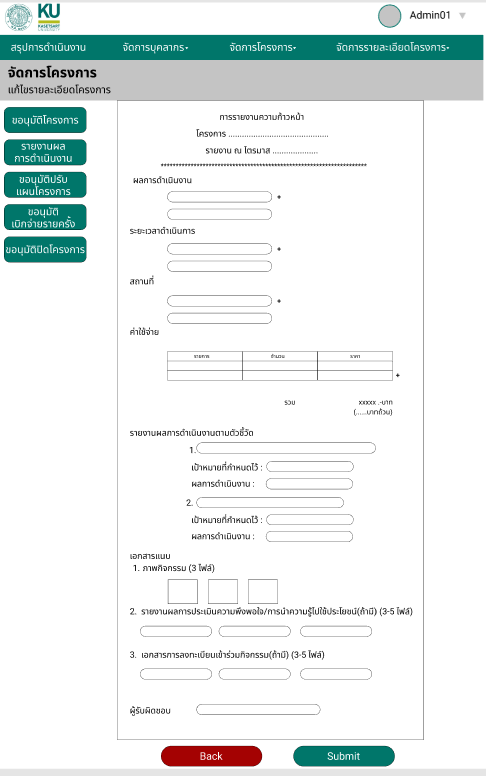 KU
KASETSART
UNIVERSITY
Admin01
สรุปการดำเนินงาน จัดการบุคลากร จัดการโครงการ จัดการรายละเอียดโครงการ
จัดการโครงการ
แก้ไขรายละเอียดโครงการ
ขออนุมัติโครงการ
รายงานผล
การดำเนินงาน
ขออนุมัติปรับ
แผนโครงการ
ขออนุมัติ
เบิกจ่ายรายครั้ง
ขออนุมัติปิดโครงการ
การรายงานความก้าวหน้า
โครงการ ............................................
รายงาน ณ ไตรมาส ....................
**********************************************************************
ผลการดำเนินงาน
+
ระยะเวลาดำเนินการ
+
สถานที่
+
ค่าใช้จ่าย
รายการ จำนวน ราคา
+
รวม xxxxx .-บาท
(......บาทถ้วน)
รายงานผลการดำเนินงานตามตัวชี้วัด
1.
เป้าหมายที่กำหนดไว้ :
ผลการดำเนินงาน :
2.
เป้าหมายที่กำหนดไว้ :
ผลการดำเนินงาน :
เอกสารแนบ
1. ภาพกิจกรรม (3 ไฟล์)
2. รายงานผลการประเมินความพึงพอใจ/การนำความรู้ไปใช้ประโยชน์(ถ้ามี) (3-5 ไฟล์)
3. เอกสารการลงทะเบียนเข้าร่วมกิจกรรม(ถ้ามี) (3-5 ไฟล์)
ผู้รับผิดชอบ
Back Submit